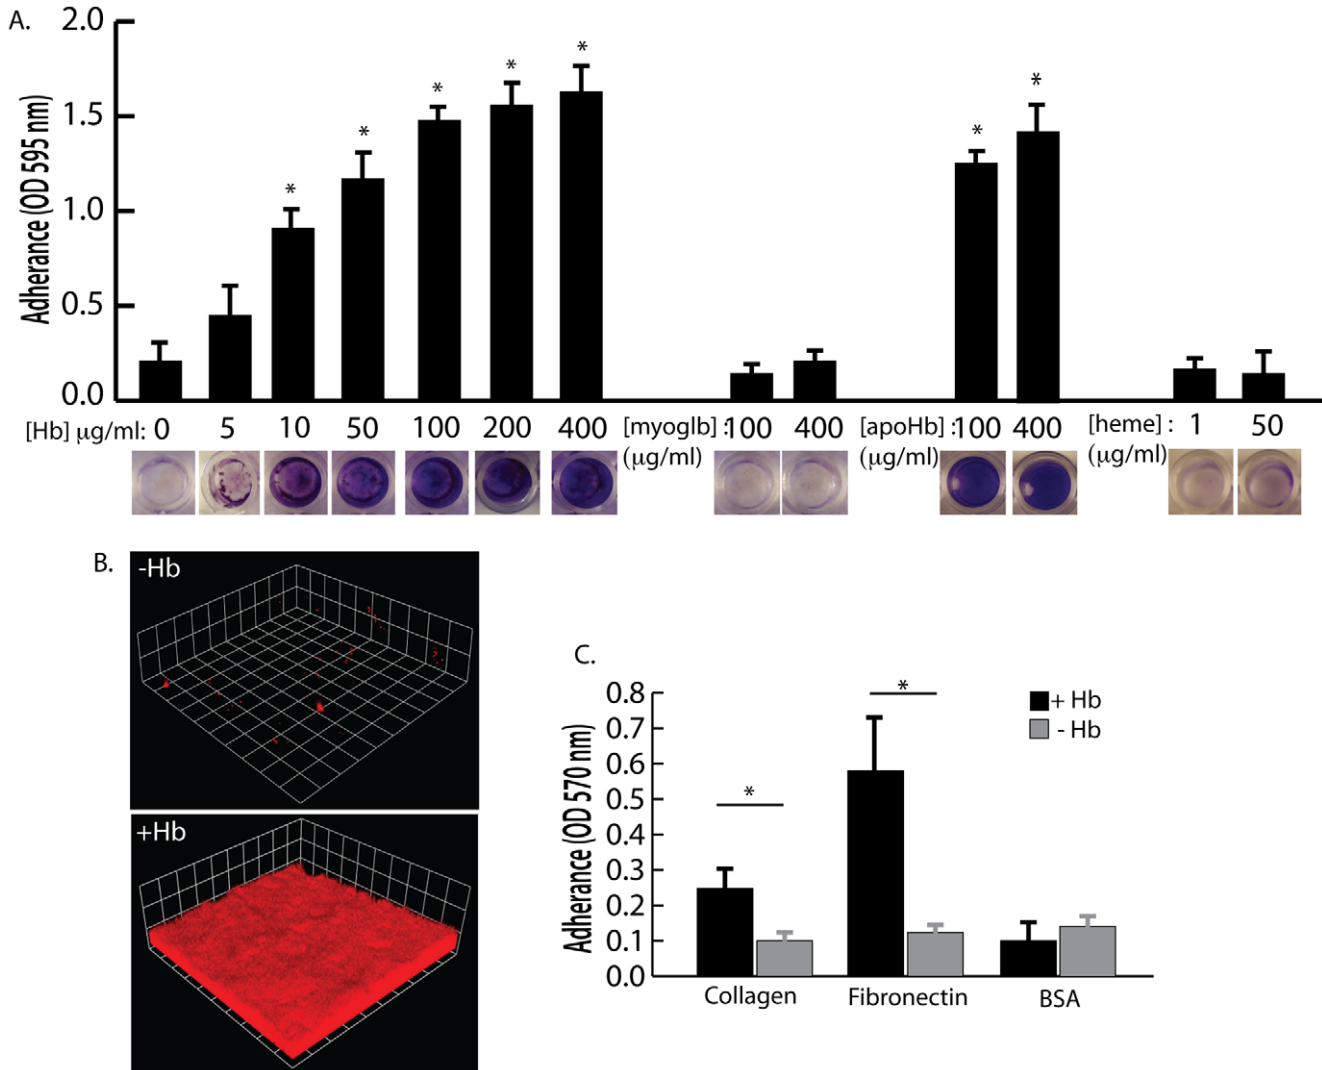 A.
Adherance (OD 595 nm)
2.0
1.5
1.0
0.5
0.0
* * * * * * * *
[Hb] μg/ml: 0 5 10 50 100 200 400 [myoglb] : 100 400 [apoHb] : 100 400 [heme] : 1 50
(μg/ml) (μg/ml) (μg/ml)
B.
-Hb
+Hb
C.
Adherance (OD 570 nm)
0.8
0.7
0.6
0.5
0.4
0.3
0.2
0.1
0.0
* *
+ Hb
- Hb
Collagen Fibronectin BSA